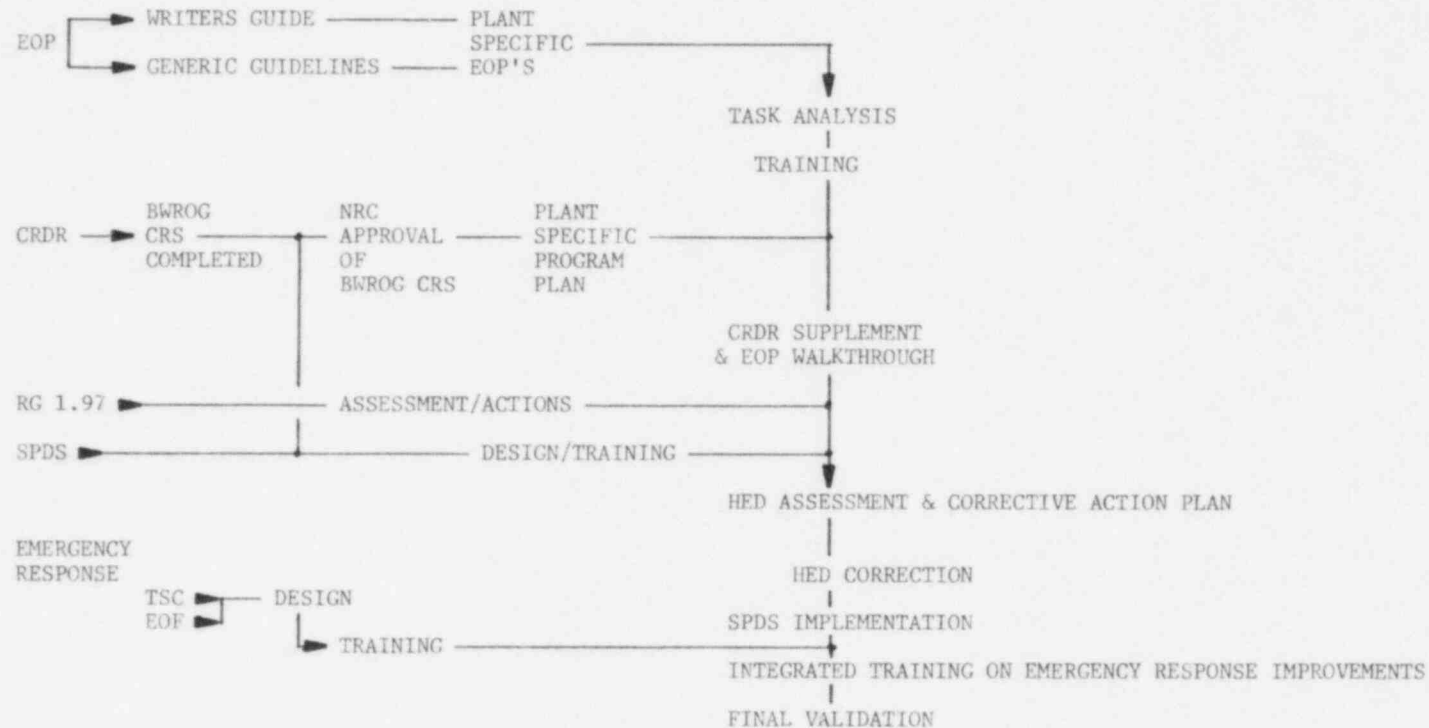 WRITERS GUIDE PLANT
EOP SPECIFIC
GENERIC GUIDELINES EOP'S
TASK ANALYSIS
TRAINING
BWROG NRC PLANT
CRDR CRS APPROVAL SPECIFIC
COMPLETED OF PROGRAM
BWROG CRS PLAN
CRDR SUPPLEMENT
& EOP WALKTHROUGH
RG 1.97 ASSESSMENT/ACTIONS
SPDS DESIGN/TRAINING
HED ASSESSMENT & CORRECTIVE ACTION PLAN
EMERGENCY
RESPONSE HED CORRECTION
TSC DESIGN
EOF SPDS IMPLEMENTATION
TRAINING
INTEGRATED TRAINING ON EMERGENCY RESPONSE IMPROVEMENTS
FINAL VALIDATION